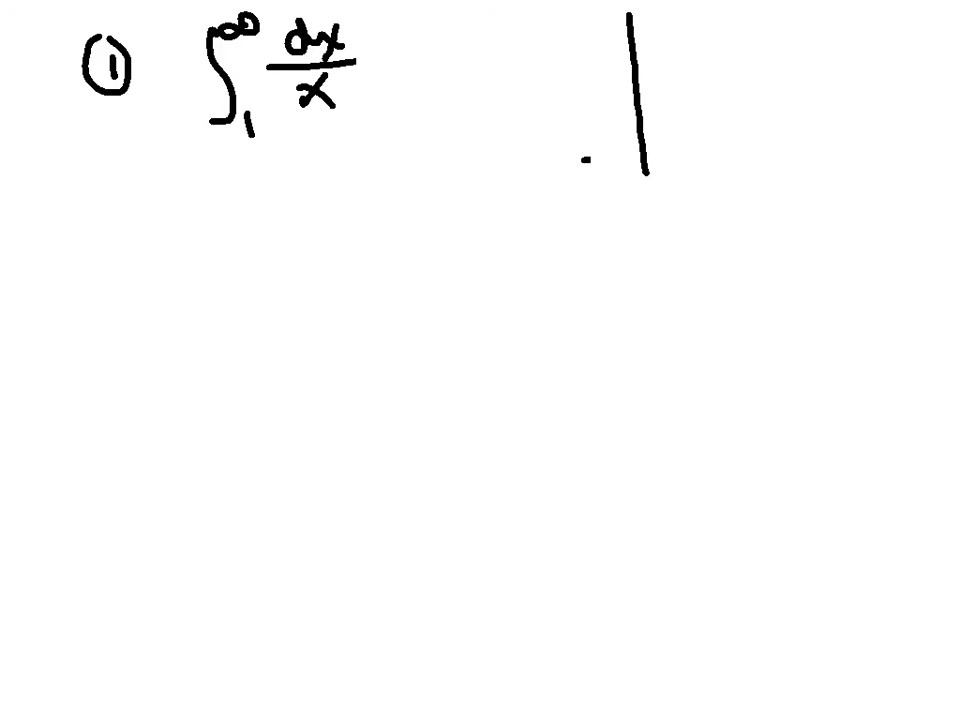 ① ∫₁^∞ dx/x